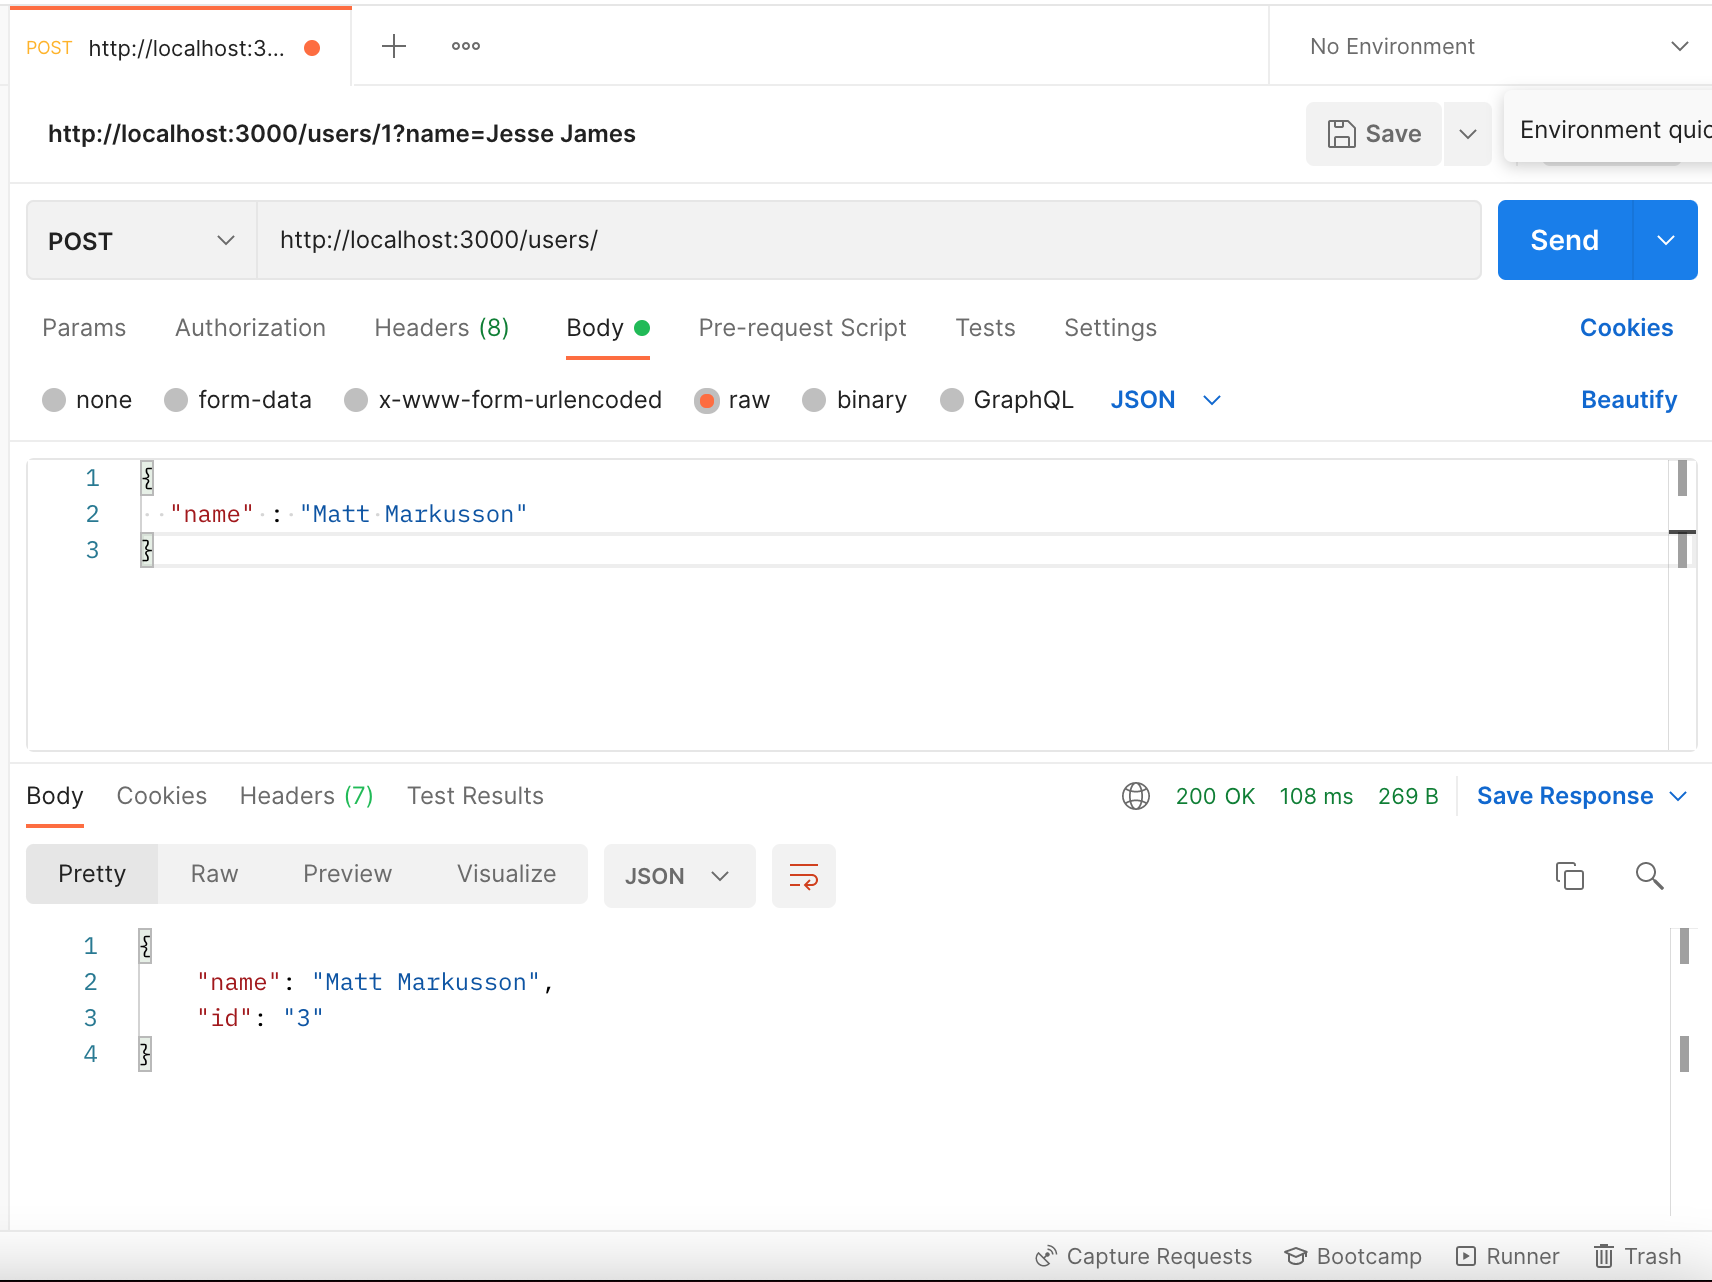 POST http://localhost:3... No Environment
http://localhost:3000/users/1?name=Jesse James Save Environment
POST http://localhost:3000/users/ Send
Params Authorization Headers (8) Body Pre-request Script Tests Settings Cookies
none form-data x-www-form-urlencoded raw binary GraphQL JSON Beautify
1 {
2 "name" : "Matt Markusson"
3 }
Body Cookies Headers (7) Test Results 200 OK 108 ms 269 B Save Response
Pretty Raw Preview Visualize JSON
1 {
2 "name": "Matt Markusson",
3 "id": "3"
4 }
Capture Requests Bootcamp Runner Trash